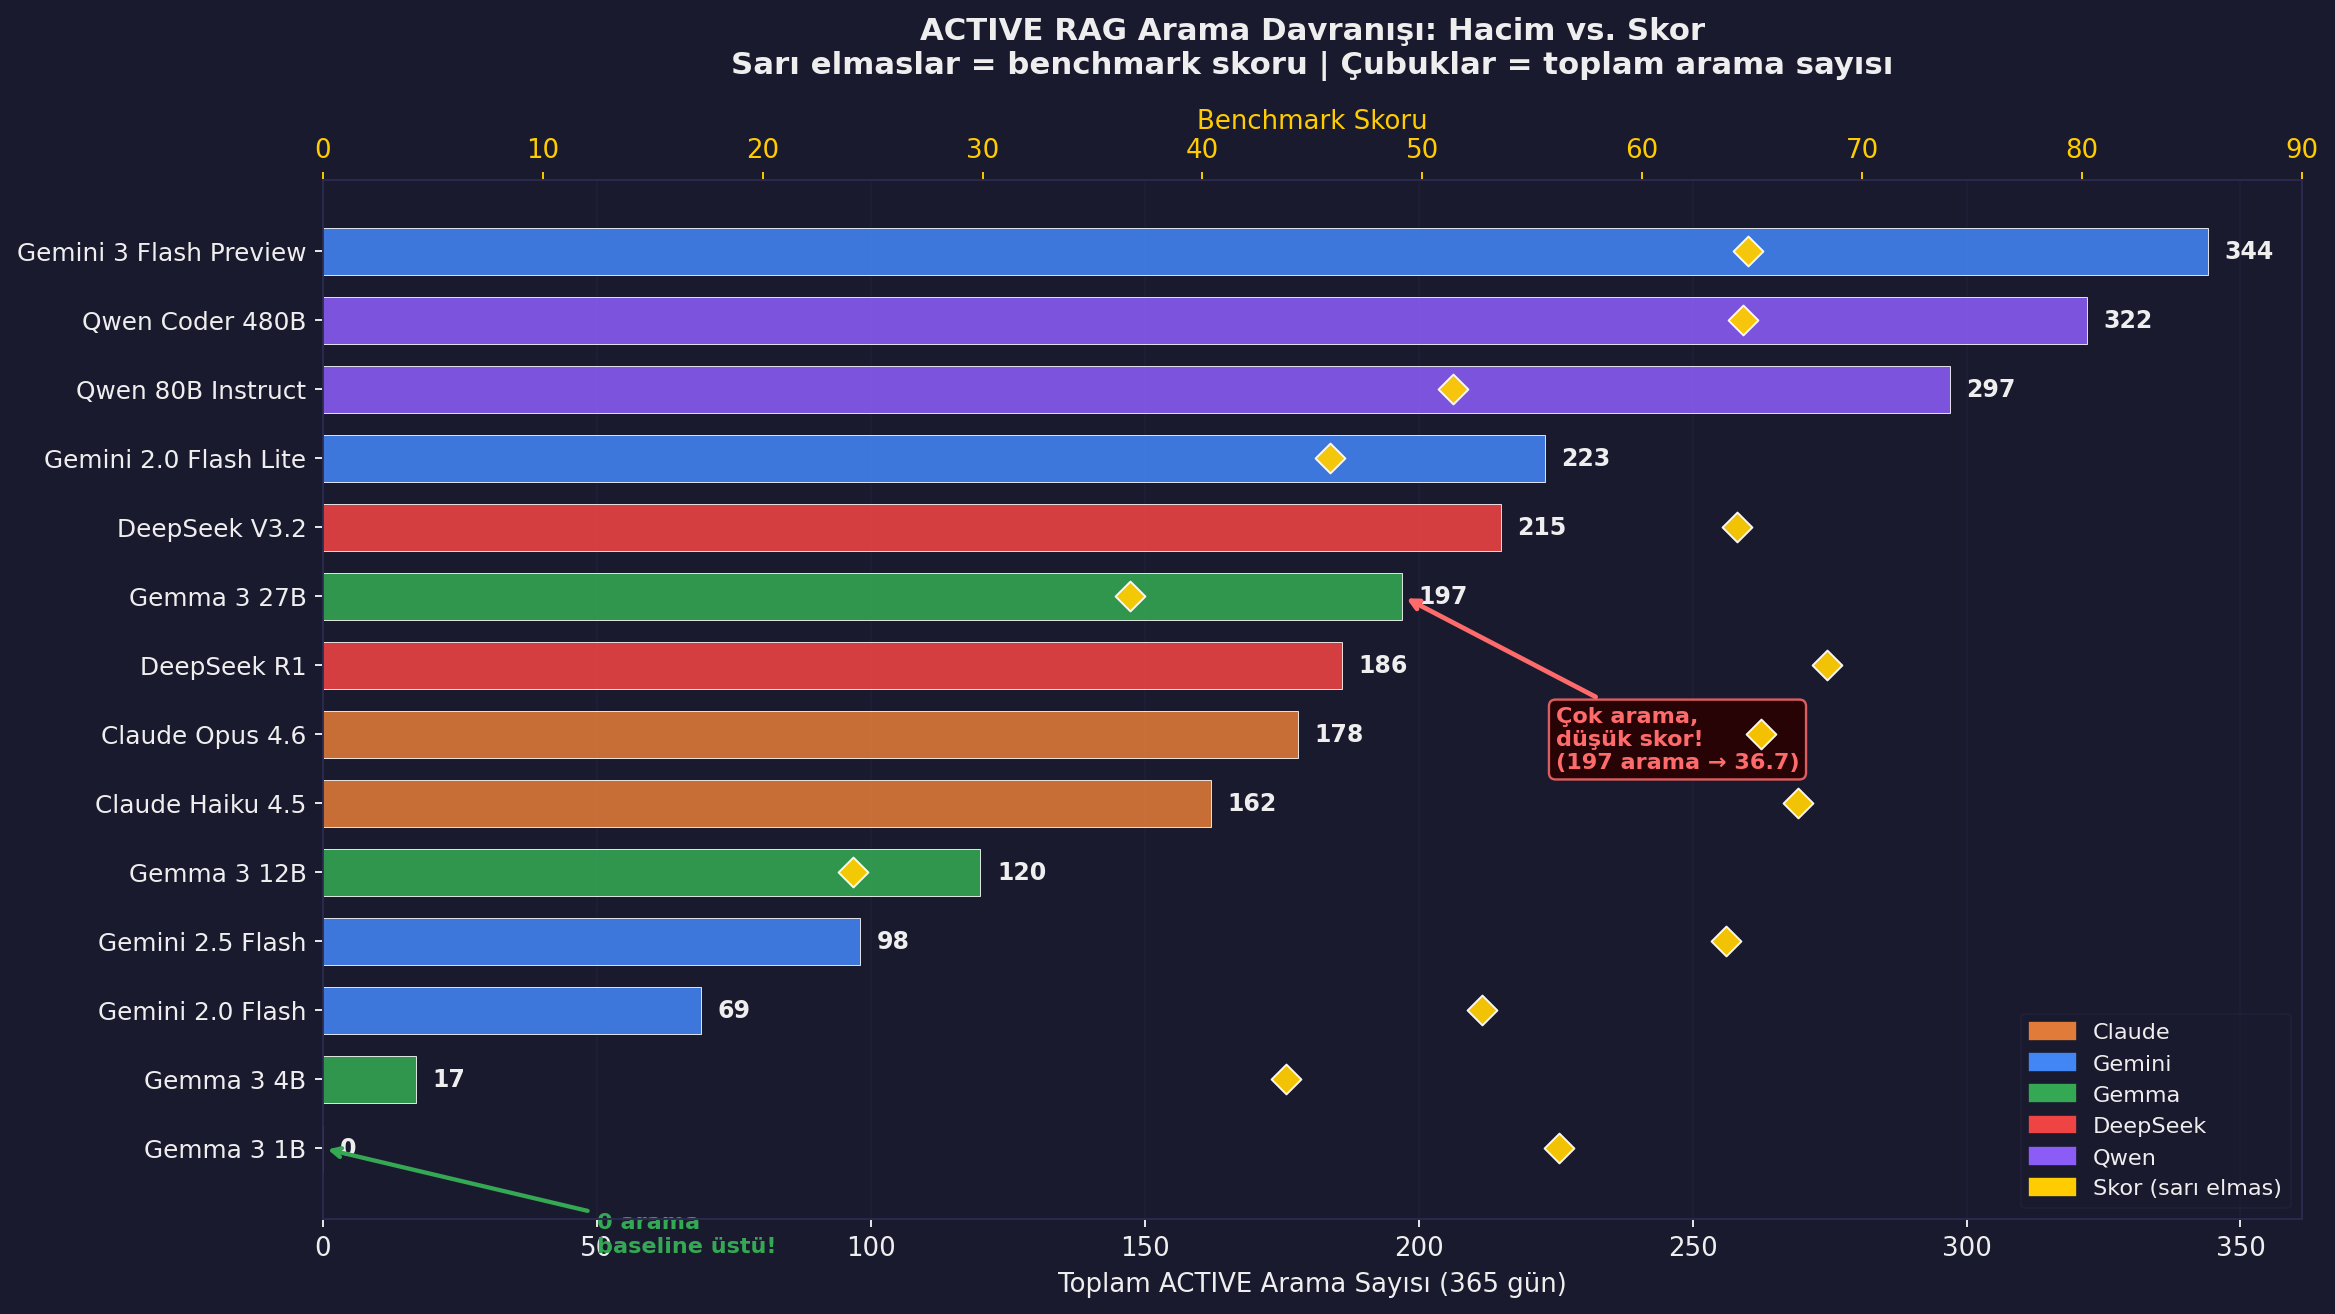 ACTIVE RAG Arama Davranışı: Hacim vs. Skor
Sarı elmaslar = benchmark skoru | Çubuklar = toplam arama sayısı
Benchmark Skoru
0 10 20 30 40 50 60 70 80 90
Gemini 3 Flash Preview 344
Qwen Coder 480B 322
Qwen 80B Instruct 297
Gemini 2.0 Flash Lite 223
DeepSeek V3.2 215
Gemma 3 27B 197
DeepSeek R1 186
Claude Opus 4.6 178
Çok arama,
düşük skor!
(197 arama → 36.7)
Claude Haiku 4.5 162
Gemma 3 12B 120
Gemini 2.5 Flash 98
Gemini 2.0 Flash 69
Gemma 3 4B 17
Gemma 3 1B 0
0 arama
baseline üstü!
Claude
Gemini
Gemma
DeepSeek
Qwen
Skor (sarı elmas)
0 50 100 150 200 250 300 350
Toplam ACTIVE Arama Sayısı (365 gün)